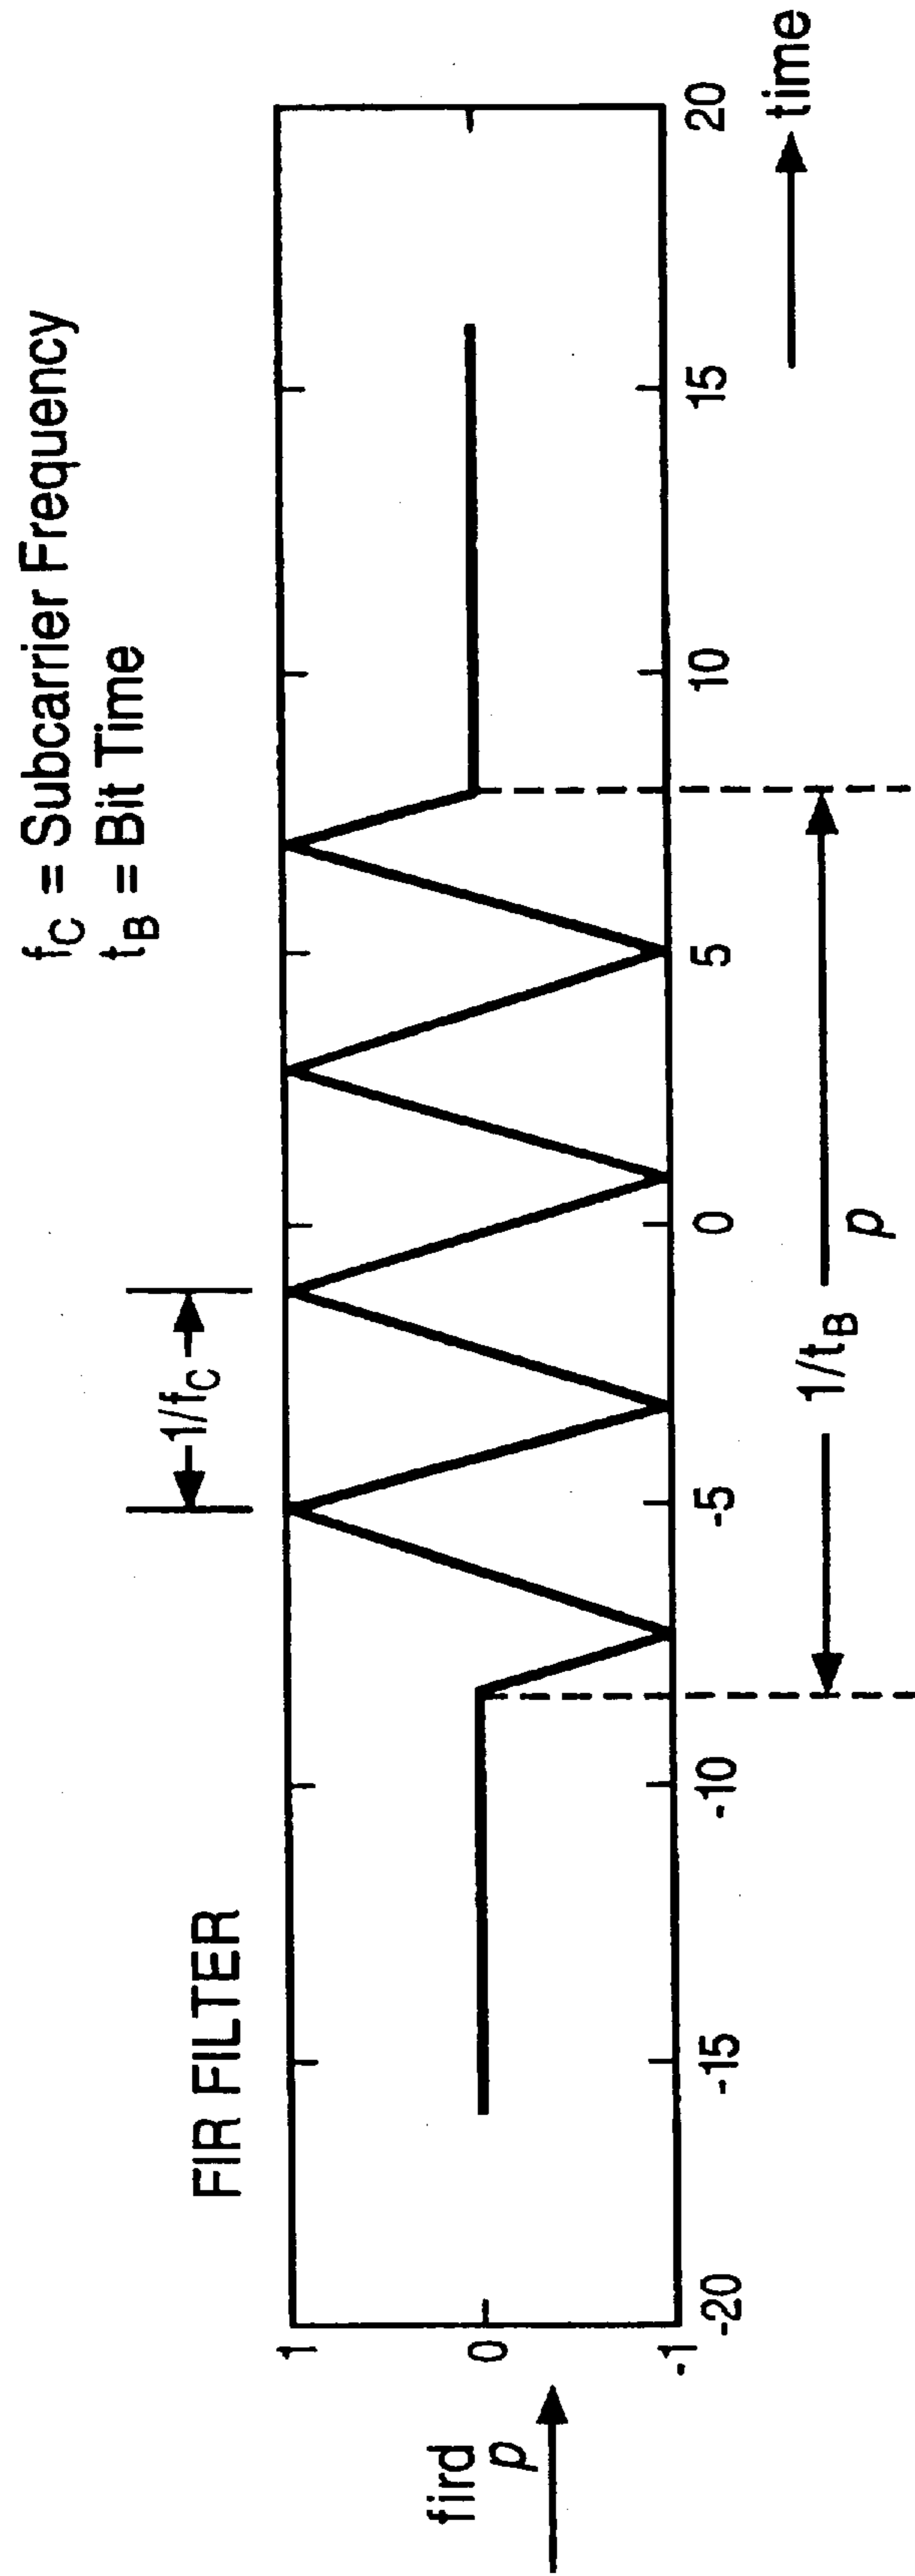 f_C = Subcarrier Frequency
t_B = Bit Time
FIR FILTER
1/f_C
1
0
-1
fird
p
-20
-15
-10
-5
0
5
10
15
20
time
1/t_B
p